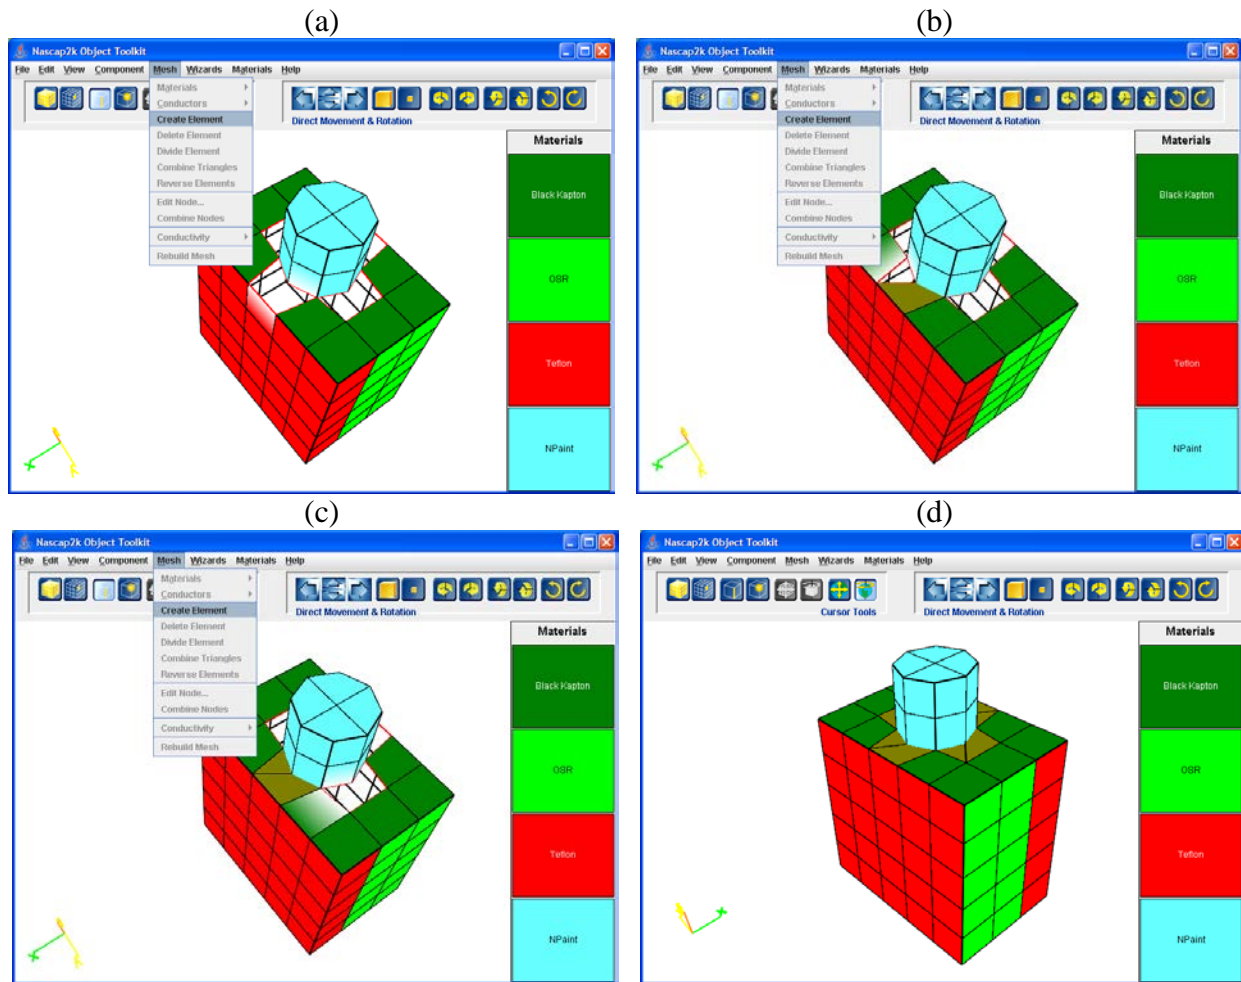 (a)
Nascap2k Object Toolkit
File Edit View Component Mesh Wizards Materials Help
Materials
Conductors
Create Element
Delete Element
Divide Element
Combine Triangles
Reverse Elements
Edit Node...
Combine Nodes
Conductivity
Rebuild Mesh
Direct Movement & Rotation
Materials
Black Kapton
OSR
Teflon
NPaint
X
(b)
Nascap2k Object Toolkit
File Edit View Component Mesh Wizards Materials Help
Materials
Conductors
Create Element
Delete Element
Divide Element
Combine Triangles
Reverse Elements
Edit Node...
Combine Nodes
Conductivity
Rebuild Mesh
Direct Movement & Rotation
Materials
Black Kapton
OSR
Teflon
NPaint
X
(c)
Nascap2k Object Toolkit
File Edit View Component Mesh Wizards Materials Help
Materials
Conductors
Create Element
Delete Element
Divide Element
Combine Triangles
Reverse Elements
Edit Node...
Combine Nodes
Conductivity
Rebuild Mesh
Direct Movement & Rotation
Materials
Black Kapton
OSR
Teflon
NPaint
X
(d)
Nascap2k Object Toolkit
File Edit View Component Mesh Wizards Materials Help
Cursor Tools
Direct Movement & Rotation
Materials
Black Kapton
OSR
Teflon
NPaint
X